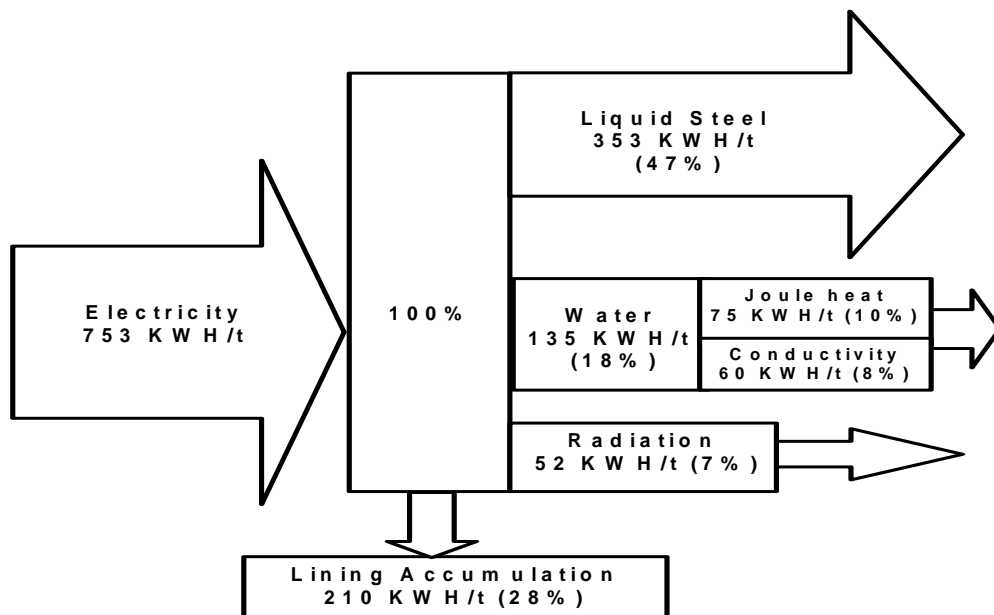 Electricity
753 KWH/t
100%
Liquid Steel
353 KWH/t
(47%)
Water
135 KWH/t
(18%)
Joule heat
75 KWH/t (10%)
Conductivity
60 KWH/t (8%)
Radiation
52 KWH/t (7%)
Lining Accumulation
210 KWH/t (28%)